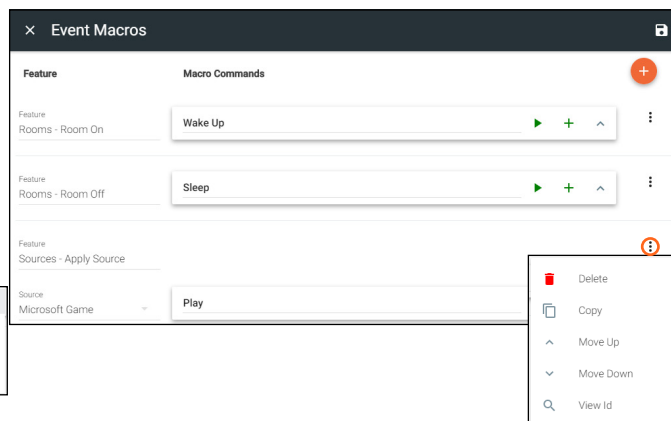 Event Macros
Feature Macro Commands
Feature
Rooms - Room On
Wake Up
Feature
Rooms - Room Off
Sleep
Feature
Sources - Apply Source
Source
Microsoft Game
Play
Delete
Copy
Move Up
Move Down
View Id